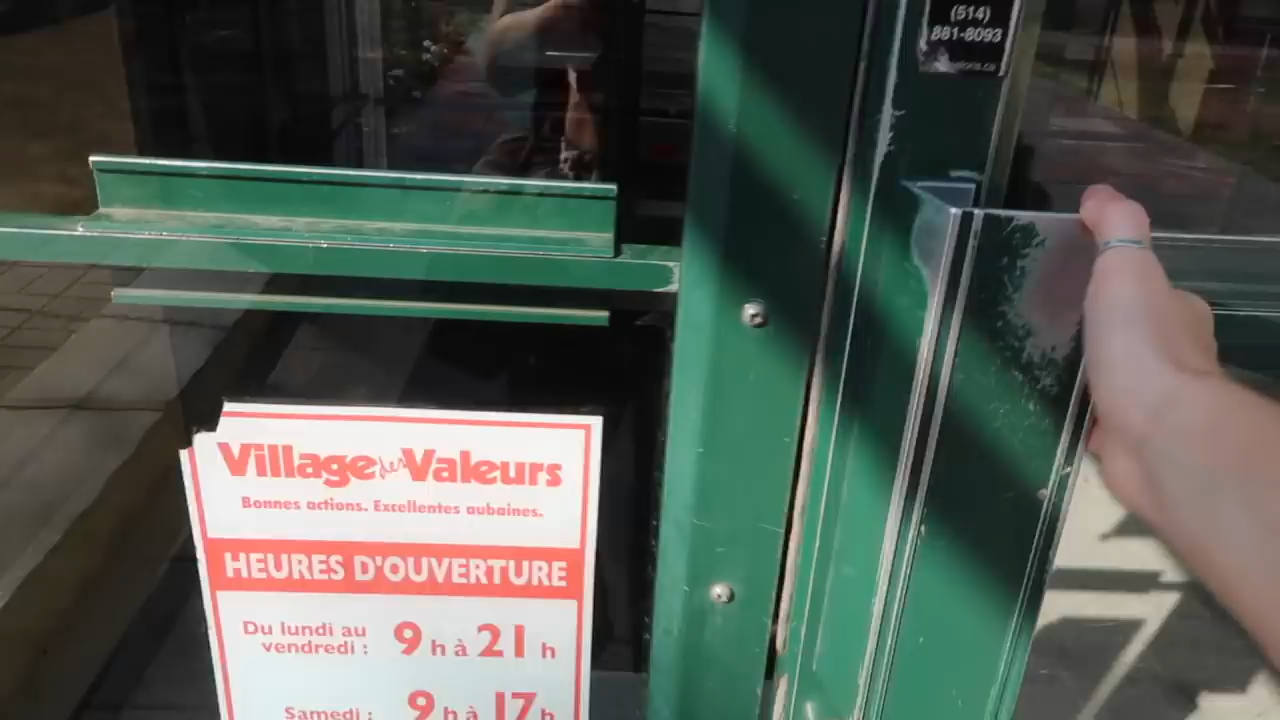 (514)
881-8093
Village des Valeurs
Bonnes actions. Excellentes aubaines.
HEURES D'OUVERTURE
Du lundi au
vendredi : 9 h à 21 h
Samedi : 9 h à 17 h